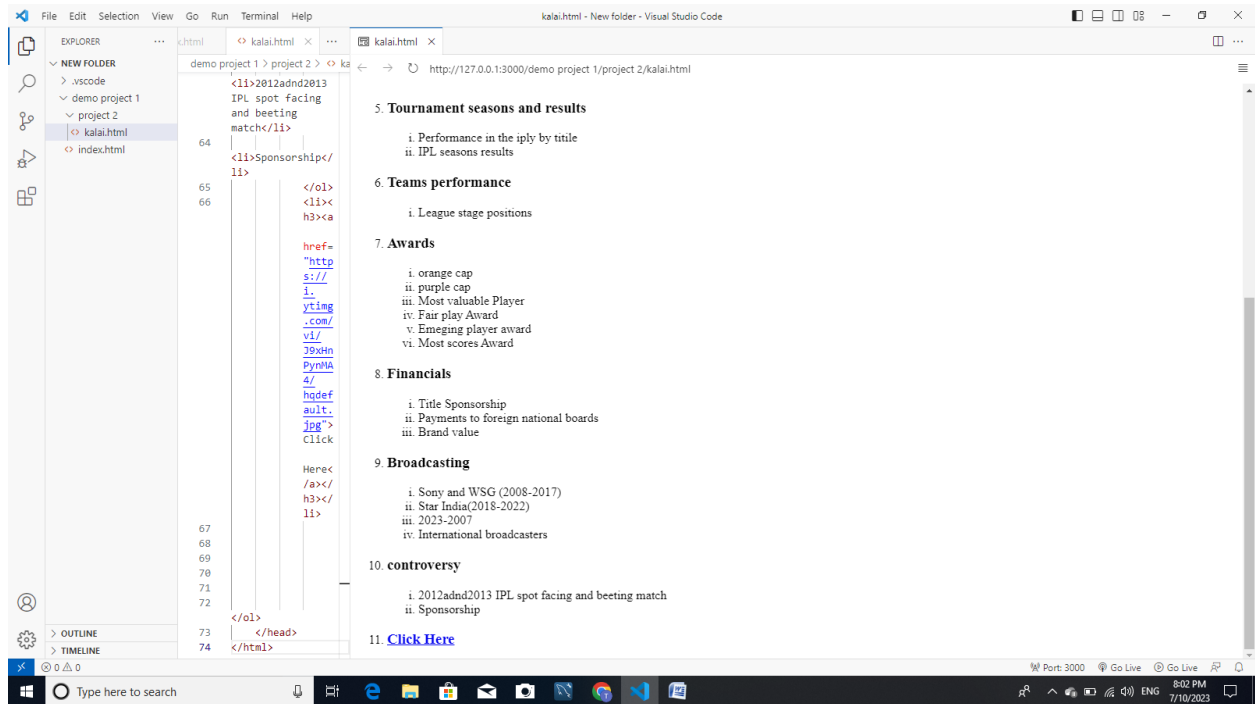 File Edit Selection View Go Run Terminal Help
kalai.html - New folder - Visual Studio Code
EXPLORER
NEW FOLDER
.vscode
demo project 1
project 2
kalai.html
index.html
OUTLINE
TIMELINE
.html
kalai.html
demo project 1 > project 2 > ka
<li>2012adnd2013
IPL spot facing
and beeting
match</li>
64
<li>Sponsorship</
li>
65 </ol>
66 <li><
h3><a
href=
"http
s://
i.
ytimg
.com/
vi/
J9xHn
PynMA
4/
hqdef
ault.
jpg">
Click
Here<
/a></
h3></
li>
67
68
69
70
71
72
</ol>
73 </head>
74 </html>
kalai.html
http://127.0.0.1:3000/demo project 1/project 2/kalai.html
5. Tournament seasons and results
i. Performance in the iply by titile
ii. IPL seasons results
6. Teams performance
i. League stage positions
7. Awards
i. orange cap
ii. purple cap
iii. Most valuable Player
iv. Fair play Award
v. Emeging player award
vi. Most scores Award
8. Financials
i. Title Sponsorship
ii. Payments to foreign national boards
iii. Brand value
9. Broadcasting
i. Sony and WSG (2008-2017)
ii. Star India(2018-2022)
iii. 2023-2007
iv. International broadcasters
10. controversy
i. 2012adnd2013 IPL spot facing and beeting match
ii. Sponsorship
11. Click Here
0 0
Port: 3000 Go Live Go Live
Type here to search
ENG
8:02 PM
7/10/2023